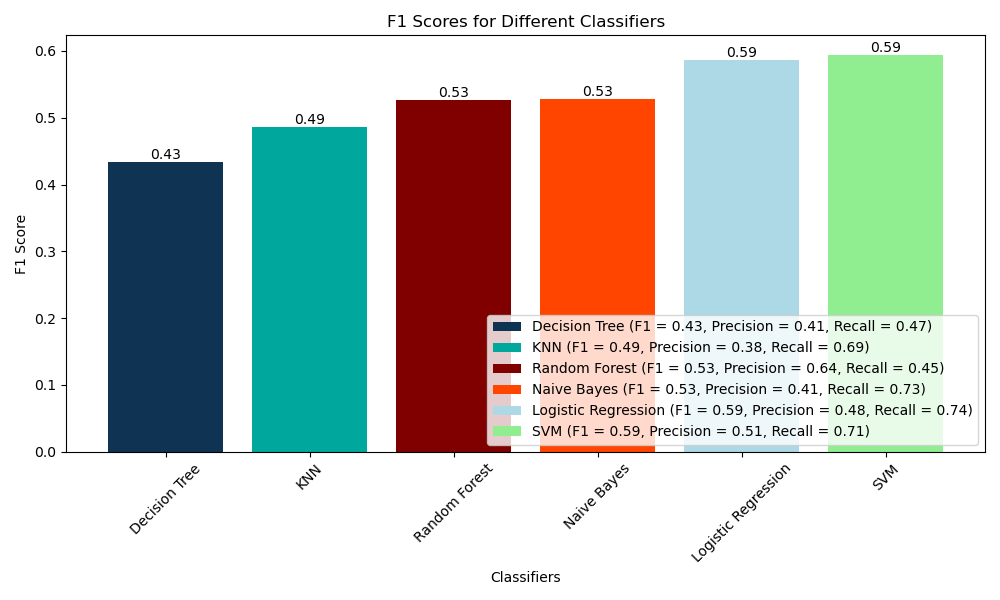 F1 Scores for Different Classifiers
0.6
0.5
0.4
0.3
0.2
0.1
0.0
F1 Score
0.43
0.49
0.53
0.53
0.59
0.59
Decision Tree (F1 = 0.43, Precision = 0.41, Recall = 0.47)
KNN (F1 = 0.49, Precision = 0.38, Recall = 0.69)
Random Forest (F1 = 0.53, Precision = 0.64, Recall = 0.45)
Naive Bayes (F1 = 0.53, Precision = 0.41, Recall = 0.73)
Logistic Regression (F1 = 0.59, Precision = 0.48, Recall = 0.74)
SVM (F1 = 0.59, Precision = 0.51, Recall = 0.71)
Decision Tree
KNN
Random Forest
Naive Bayes
Logistic Regression
SVM
Classifiers